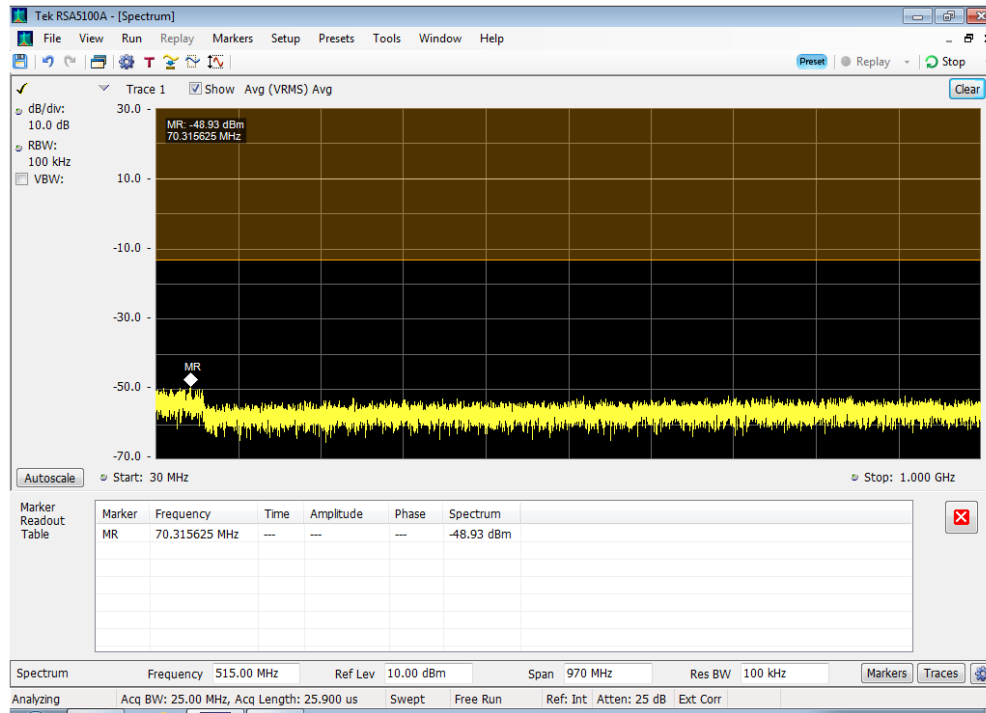 Tek RSA5100A - [Spectrum]
File View Run Replay Markers Setup Presets Tools Window Help
T Preset Replay Stop
Trace 1 Show Avg (VRMS) Avg Clear
dB/div:
10.0 dB
RBW:
100 kHz
VBW:
30.0
10.0
-10.0
-30.0
-50.0
-70.0
MR: -48.93 dBm
70.315625 MHz
MR
Autoscale Start: 30 MHz Stop: 1.000 GHz
Marker Readout Table
Marker Frequency Time Amplitude Phase Spectrum
MR 70.315625 MHz --- --- --- -48.93 dBm
Spectrum Frequency 515.00 MHz Ref Lev 10.00 dBm Span 970 MHz Res BW 100 kHz Markers Traces
Analyzing Acq BW: 25.00 MHz, Acq Length: 25.900 us Swept Free Run Ref: Int Atten: 25 dB Ext Corr